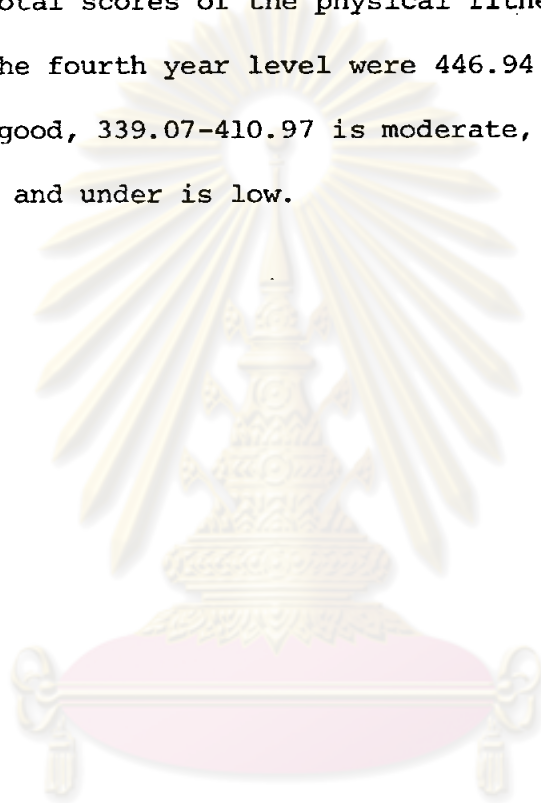 otal scores of the physical fitne
he fourth year level were 446.94
good, 339.07-410.97 is moderate,
and under is low.